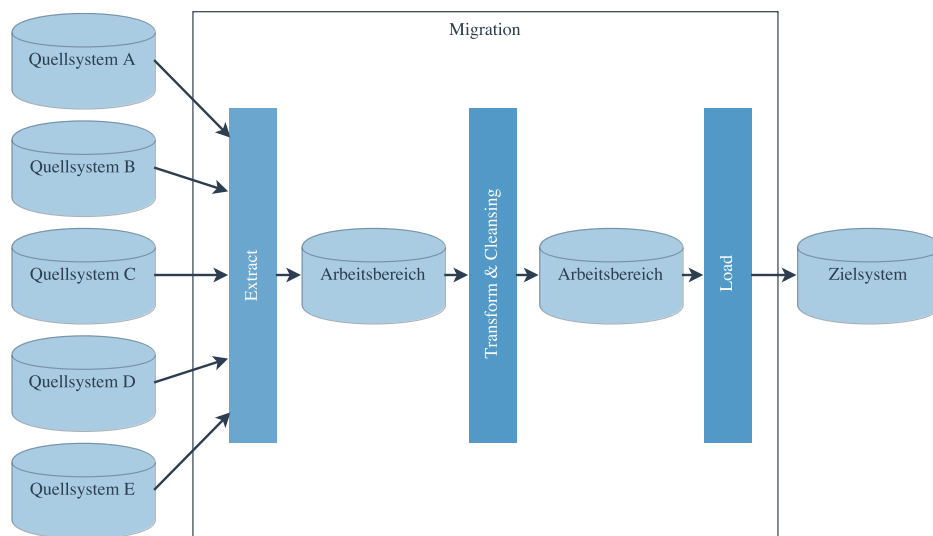 Migration
Quellsystem A
Quellsystem B
Quellsystem C
Quellsystem D
Quellsystem E
Extract
Arbeitsbereich
Transform & Cleansing
Arbeitsbereich
Load
Zielsystem